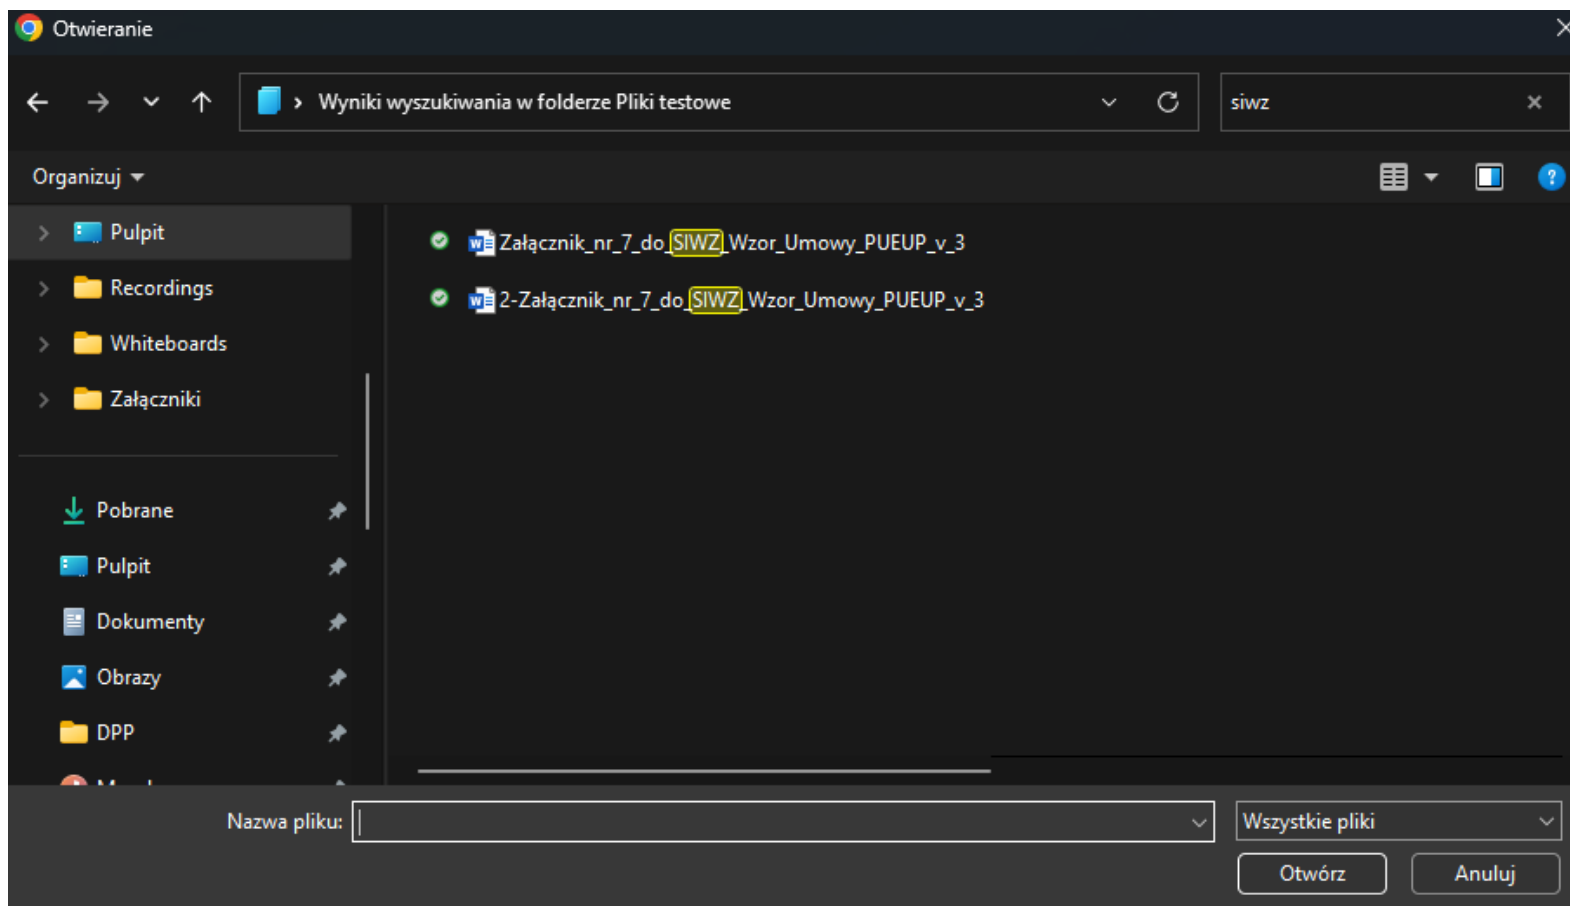 Otwieranie
Wyniki wyszukiwania w folderze Pliki testowe
siwz
Organizuj
Pulpit
Recordings
Whiteboards
Załączniki
Pobrane
Pulpit
Dokumenty
Obrazy
DPP
Załącznik_nr_7_do_SIWZ_Wzor_Umowy_PUEUP_v_3
2-Załącznik_nr_7_do_SIWZ_Wzor_Umowy_PUEUP_v_3
Nazwa pliku:
Wszystkie pliki
Otwórz
Anuluj